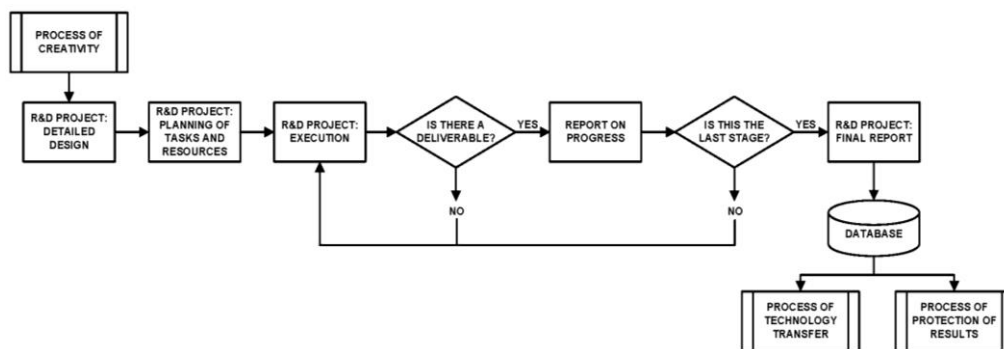 PROCESS OF
CREATIVITY
R&D PROJECT:
DETAILED
DESIGN
R&D PROJECT:
PLANNING OF
TASKS AND
RESOURCES
R&D PROJECT:
EXECUTION
IS THERE A
DELIVERABLE?
YES
REPORT ON
PROGRESS
IS THIS THE
LAST STAGE?
YES
R&D PROJECT:
FINAL REPORT
NO
NO
DATABASE
PROCESS OF
TECHNOLOGY
TRANSFER
PROCESS OF
PROTECTION OF
RESULTS